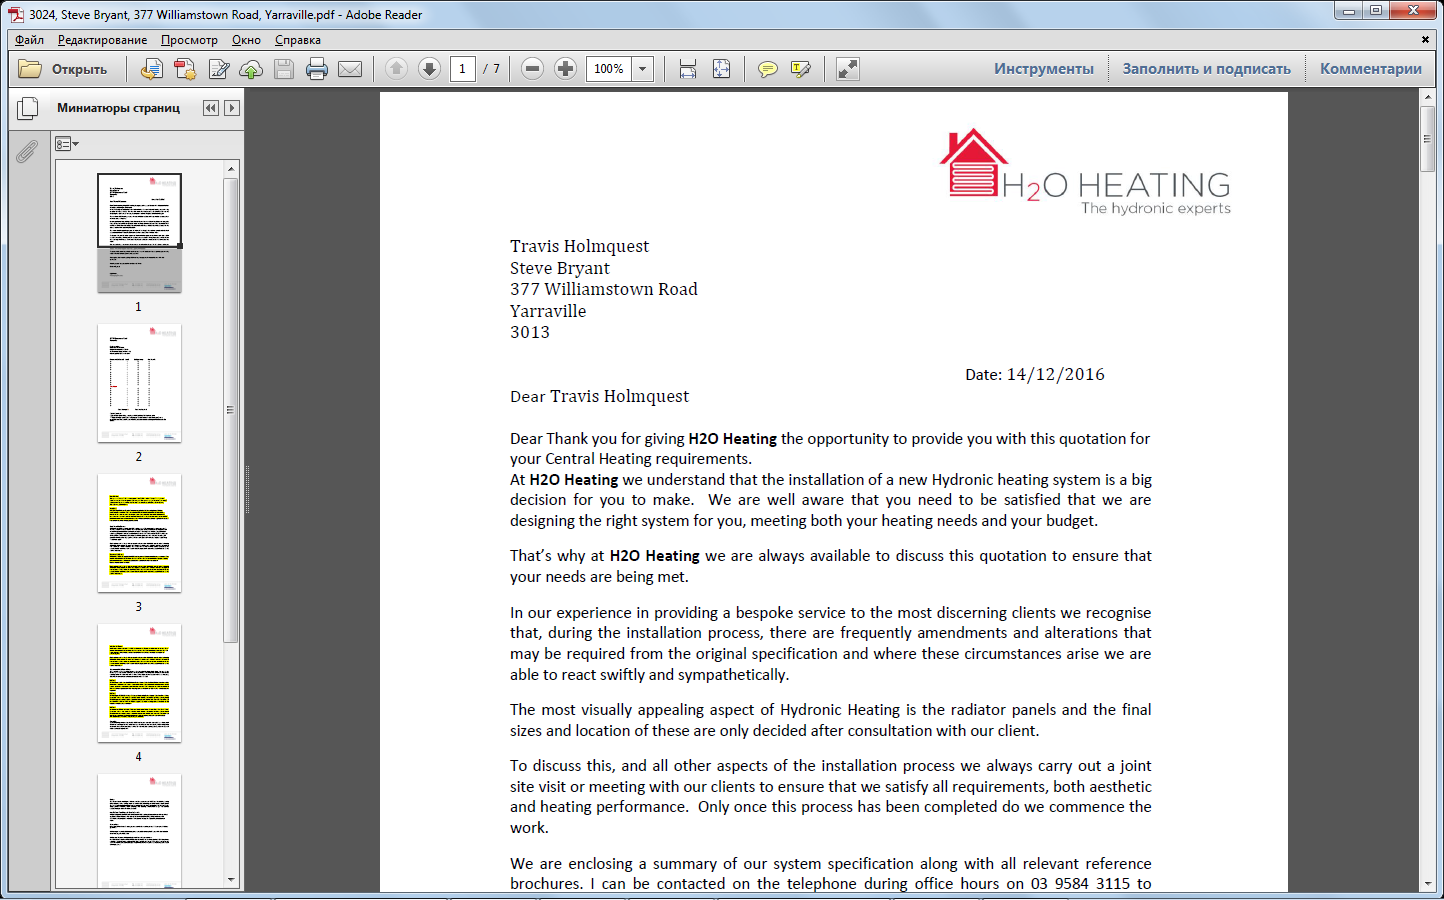 3024, Steve Bryant, 377 Williamstown Road, Yarraville.pdf - Adobe Reader
Файл Редактирование Просмотр Окно Справка
Открыть 1 / 7 100% Инструменты Заполнить и подписать Комментарии
Миниатюры страниц
1
2
3
4
H2O HEATING
The hydronic experts
Travis Holmquest
Steve Bryant
377 Williamstown Road
Yarraville
3013
Date: 14/12/2016
Dear Travis Holmquest
Dear Thank you for giving H2O Heating the opportunity to provide you with this quotation for
your Central Heating requirements.
At H2O Heating we understand that the installation of a new Hydronic heating system is a big
decision for you to make. We are well aware that you need to be satisfied that we are
designing the right system for you, meeting both your heating needs and your budget.
That’s why at H2O Heating we are always available to discuss this quotation to ensure that
your needs are being met.
In our experience in providing a bespoke service to the most discerning clients we recognise
that, during the installation process, there are frequently amendments and alterations that
may be required from the original specification and where these circumstances arise we are
able to react swiftly and sympathetically.
The most visually appealing aspect of Hydronic Heating is the radiator panels and the final
sizes and location of these are only decided after consultation with our client.
To discuss this, and all other aspects of the installation process we always carry out a joint
site visit or meeting with our clients to ensure that we satisfy all requirements, both aesthetic
and heating performance. Only once this process has been completed do we commence the
work.
We are enclosing a summary of our system specification along with all relevant reference
brochures. I can be contacted on the telephone during office hours on 03 9584 3115 to